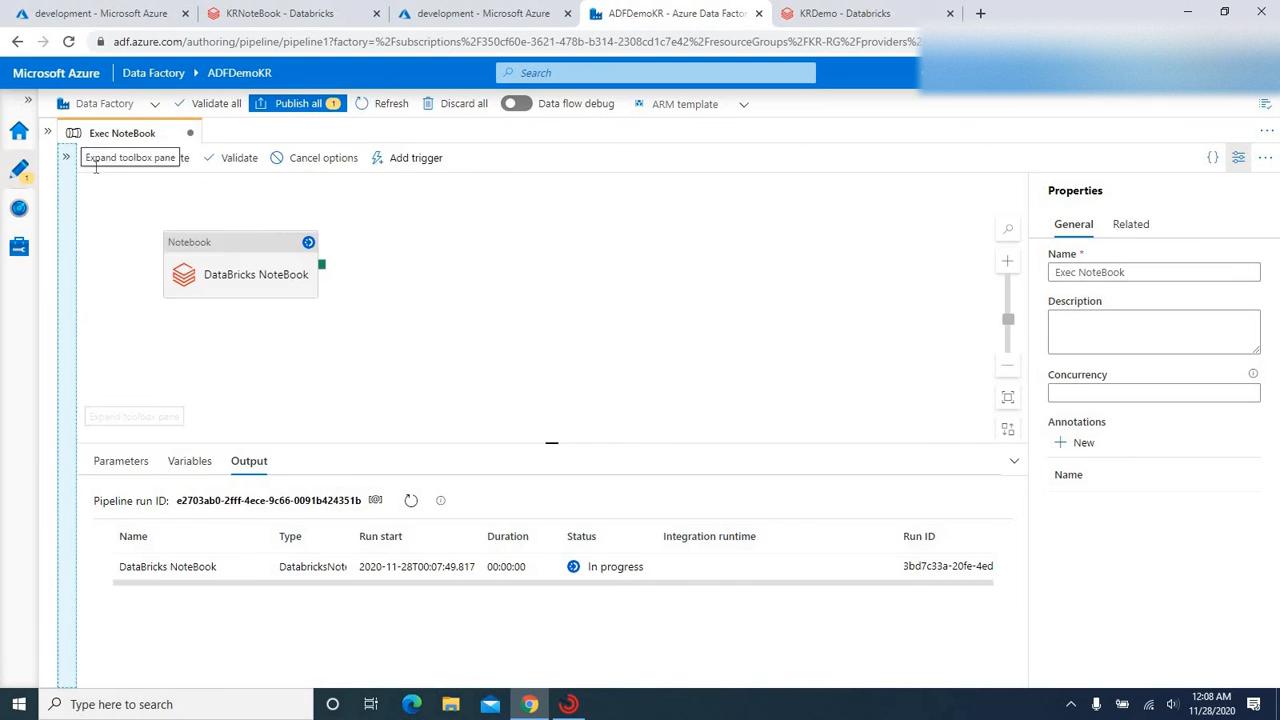 development - Microsoft Azure
KRNoteBook - Databricks
development - Microsoft Azure
ADFDemoKR - Azure Data Factor
KRDemo - Databricks
adf.azure.com/authoring/pipeline/pipeline1?factory=%2Fsubscriptions%2F350cf60e-3621-478b-b314-2308cd1c7e42%2FresourceGroups%2FKR-RG%2Fproviders%2
Microsoft Azure
Data Factory
ADFDemoKR
Search
Data Factory
Validate all
Publish all 1
Refresh
Discard all
Data flow debug
ARM template
Exec NoteBook
Expand toolbox pane
te
Validate
Cancel options
Add trigger
1
Notebook
DataBricks NoteBook
Expand toolbox pane
Properties
General
Related
Name *
Exec NoteBook
Description
Concurrency
Annotations
New
Name
Parameters
Variables
Output
Pipeline run ID: e2703ab0-2fff-4ece-9c66-0091b424351b
Name
Type
Run start
Duration
Status
Integration runtime
Run ID
DataBricks NoteBook
DatabricksNote
2020-11-28T00:07:49.817
00:00:00
In progress
3bd7c33a-20fe-4ed
Type here to search
12:08 AM
11/28/2020